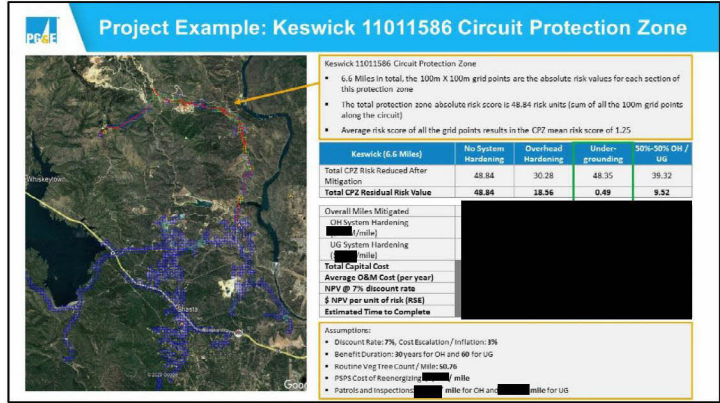 PG&E
Project Example: Keswick 11011586 Circuit Protection Zone
Whiskeytown
Shasta
© 2020 Google
Goo
Keswick 11011586 Circuit Protection Zone
▪ 6.6 Miles in total, the 100m X 100m grid points are the absolute risk values for each section of
this protection zone
▪ The total protection zone absolute risk score is 48.84 risk units (sum of all the 100m grid points
along the circuit)
▪ Average risk score of all the grid points results in the CPZ mean risk score of 1.25
Keswick (6.6 Miles) No System Hardening Overhead Hardening Under-grounding 50%-50% OH / UG
Total CPZ Risk Reduced After Mitigation 48.84 30.28 48.35 39.32
Total CPZ Residual Risk Value 48.84 18.56 0.49 9.52
Overall Miles Mitigated
OH System Hardening
M/mile)
UG System Hardening
/mile)
Total Capital Cost
Average O&M Cost (per year)
NPV @ 7% discount rate
$ NPV per unit of risk (RSE)
Estimated Time to Complete
Assumptions:
▪ Discount Rate: 7%, Cost Escalation / Inflation: 3%
▪ Benefit Duration: 30 years for OH and 60 for UG
▪ Routine Veg Tree Count / Mile: 50.76
▪ PSPS Cost of Reenergizing / mile
▪ Patrols and Inspections: mile for OH and mile for UG